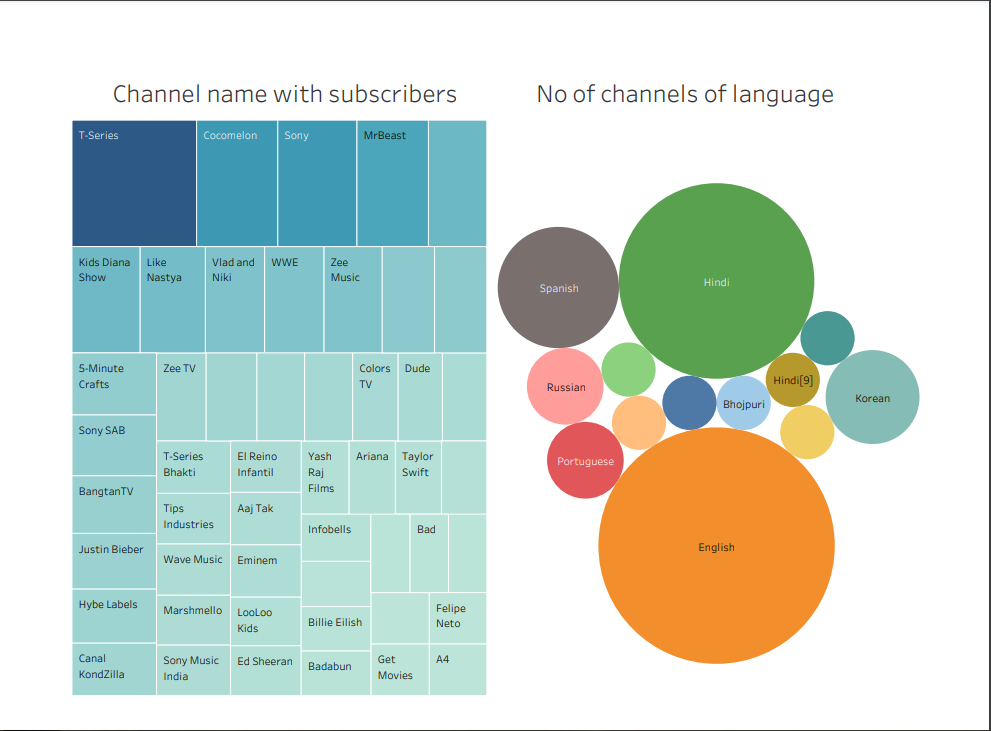 Channel name with subscribers
No of channels of language
T-Series
Cocomelon
Sony
MrBeast
Kids Diana
Show
Like
Nastya
Vlad and
Niki
WWE
Zee
Music
5-Minute
Crafts
Zee TV
Colors
TV
Dude
Sony SAB
T-Series
Bhakti
El Reino
Infantil
Yash
Raj
Films
Ariana
Taylor
Swift
BangtanTV
Tips
Industries
Aaj Tak
Infobells
Bad
Justin Bieber
Wave Music
Eminem
Hybe Labels
Marshmello
LooLoo
Kids
Billie Eilish
Felipe
Neto
Canal
KondZilla
Sony Music
India
Ed Sheeran
Badabun
Get
Movies
A4
Spanish
Hindi
Russian
Bhojpuri
Hindi[9]
Korean
Portuguese
English